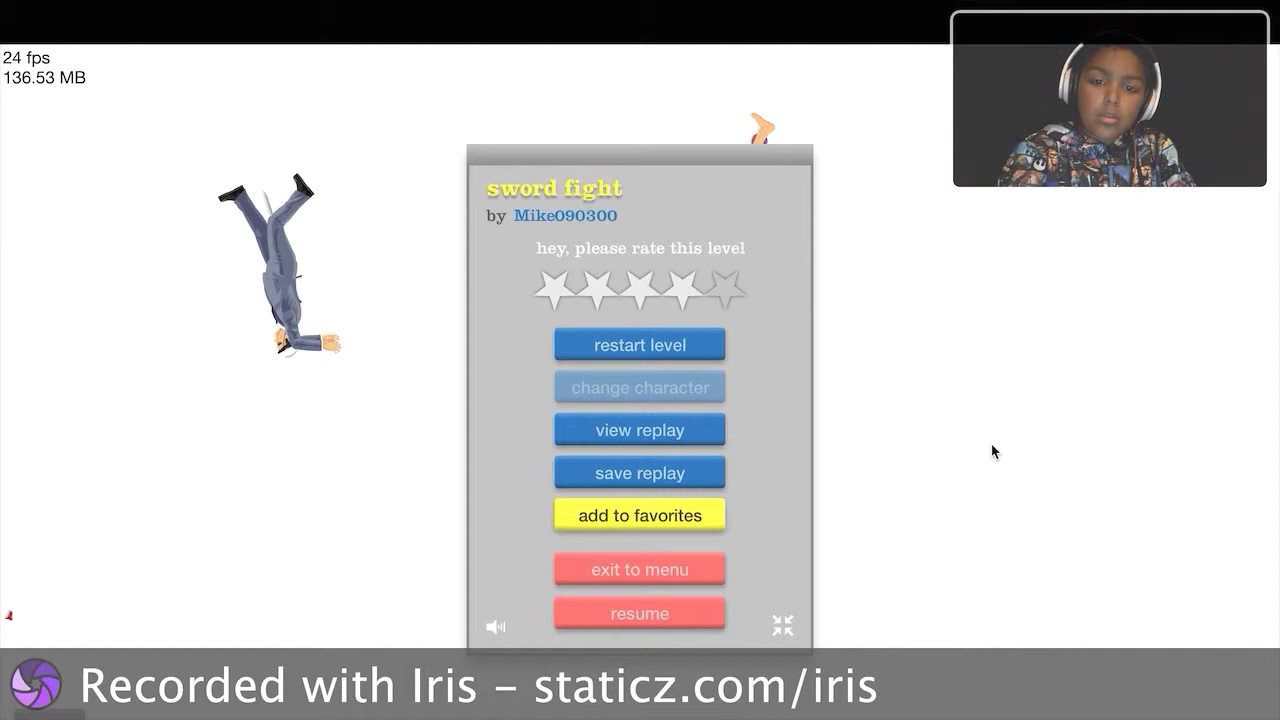 24 fps
136.53 MB
sword fight
by Mike090300
hey, please rate this level
restart level
change character
view replay
save replay
add to favorites
exit to menu
resume
Recorded with Iris – staticz.com/iris